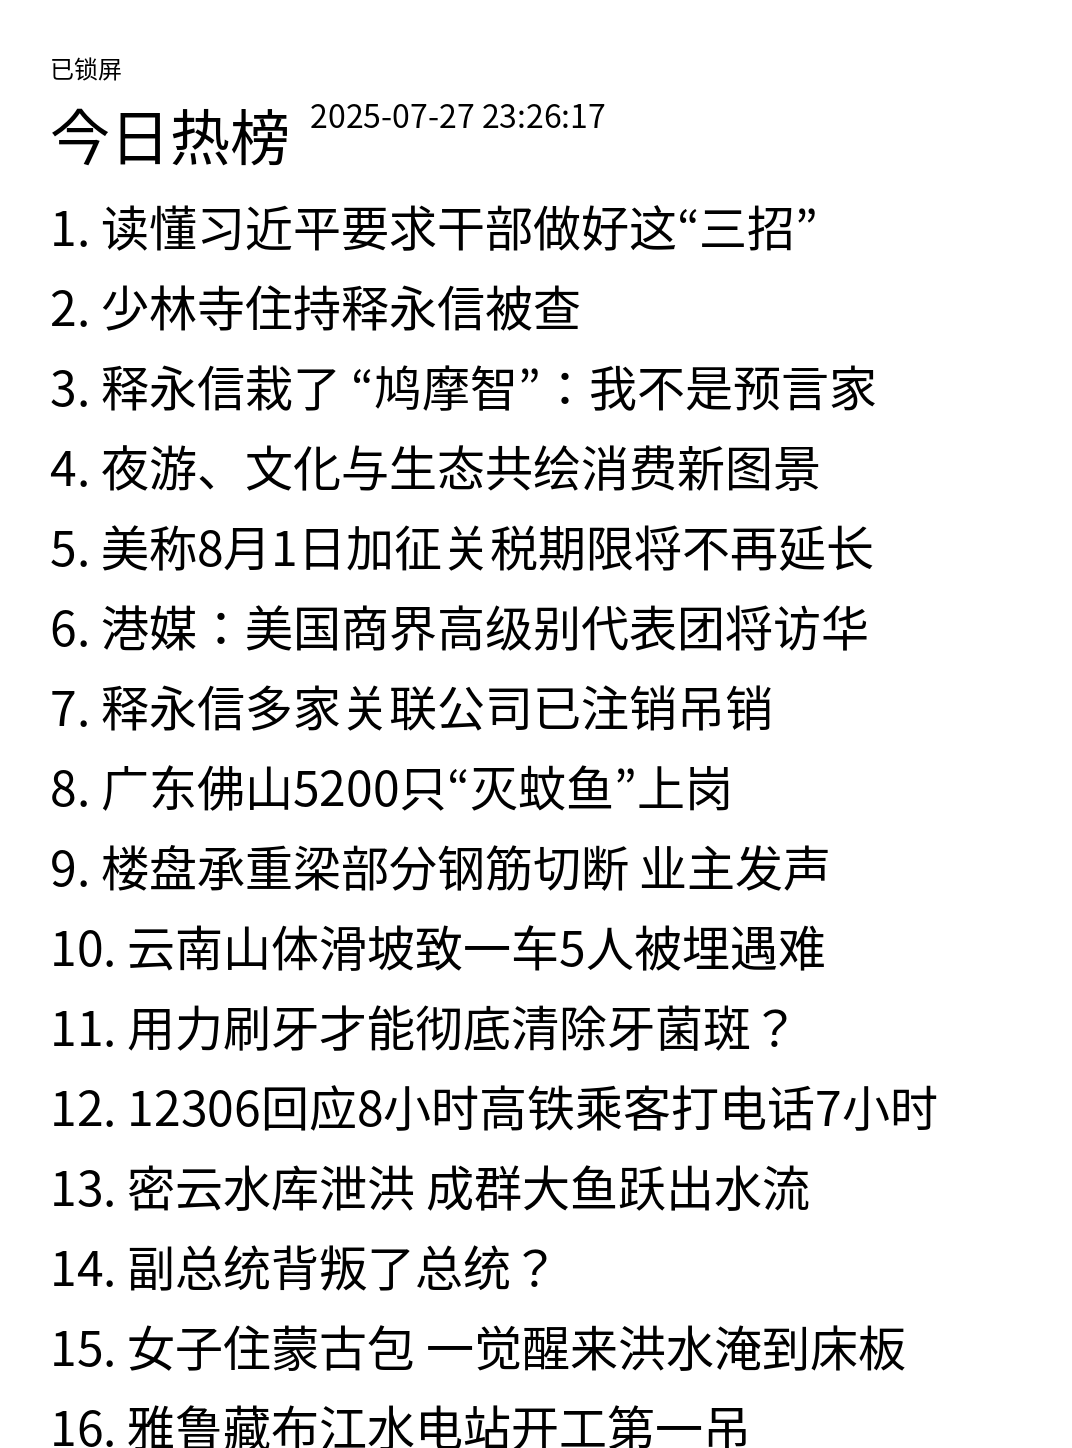 已锁屏
今日热榜 2025-07-27 23:26:17
1. 读懂习近平要求干部做好这“三招”
2. 少林寺住持释永信被查
3. 释永信栽了 “鸠摩智”：我不是预言家
4. 夜游、文化与生态共绘消费新图景
5. 美称8月1日加征关税期限将不再延长
6. 港媒：美国商界高级别代表团将访华
7. 释永信多家关联公司已注销吊销
8. 广东佛山5200只“灭蚊鱼”上岗
9. 楼盘承重梁部分钢筋切断 业主发声
10. 云南山体滑坡致一车5人被埋遇难
11. 用力刷牙才能彻底清除牙菌斑？
12. 12306回应8小时高铁乘客打电话7小时
13. 密云水库泄洪 成群大鱼跃出水流
14. 副总统背叛了总统？
15. 女子住蒙古包 一觉醒来洪水淹到床板
16. 雅鲁藏布江水电站开工第一吊